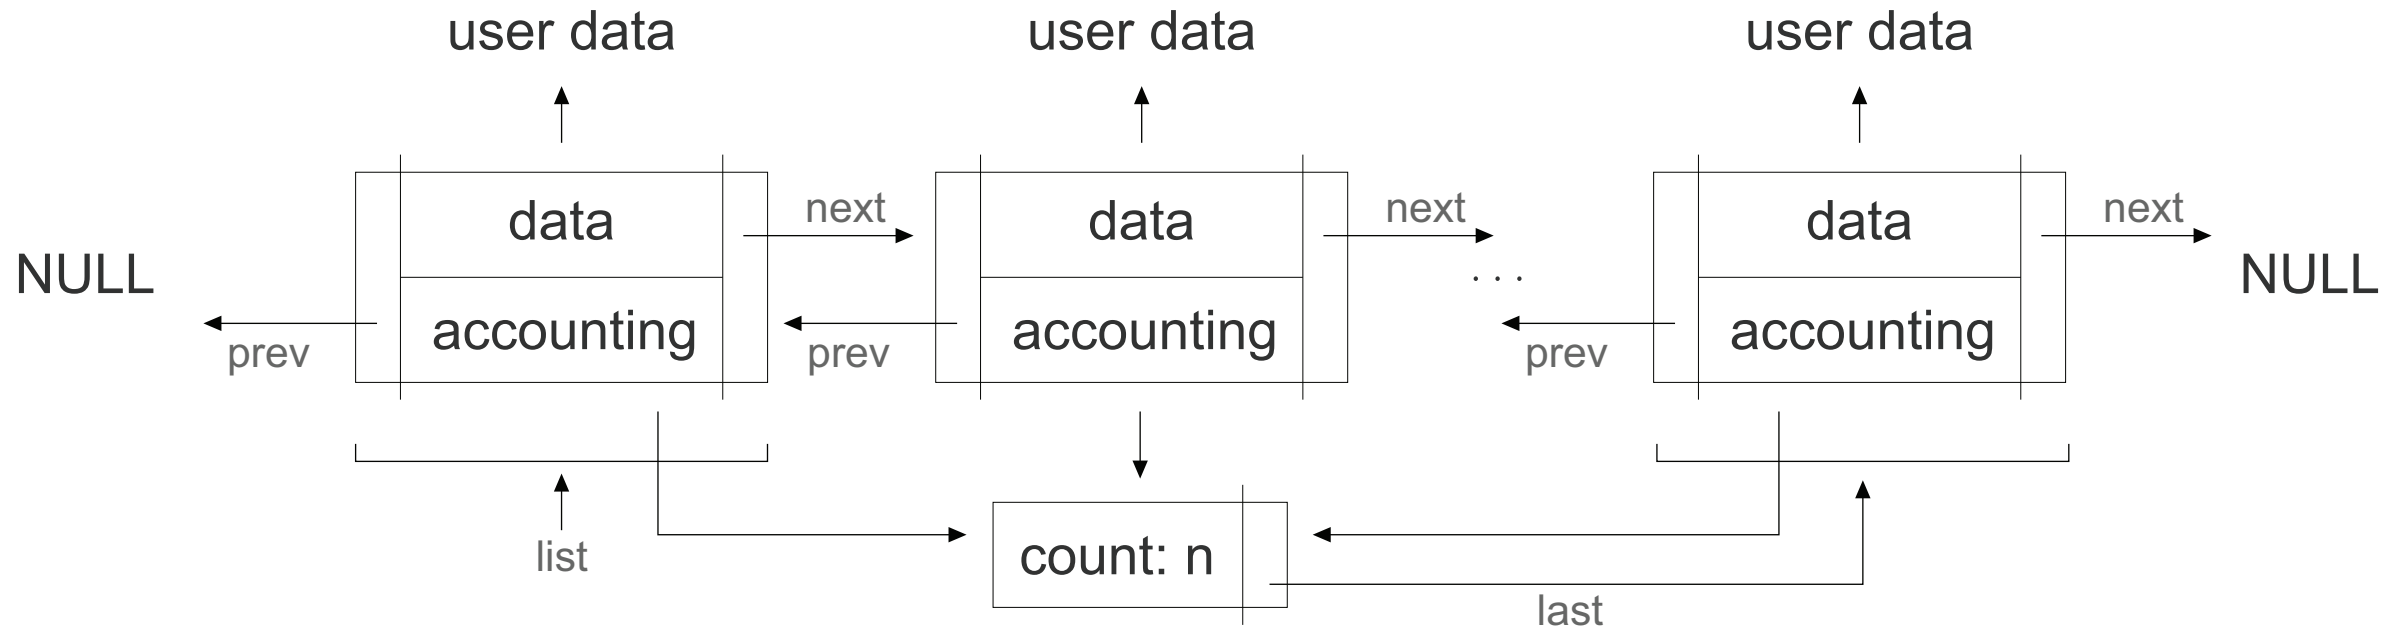 user data
user data
user data
data
next
data
next
data
next
NULL
. . .
NULL
accounting
accounting
accounting
prev
prev
prev
list
count: n
last